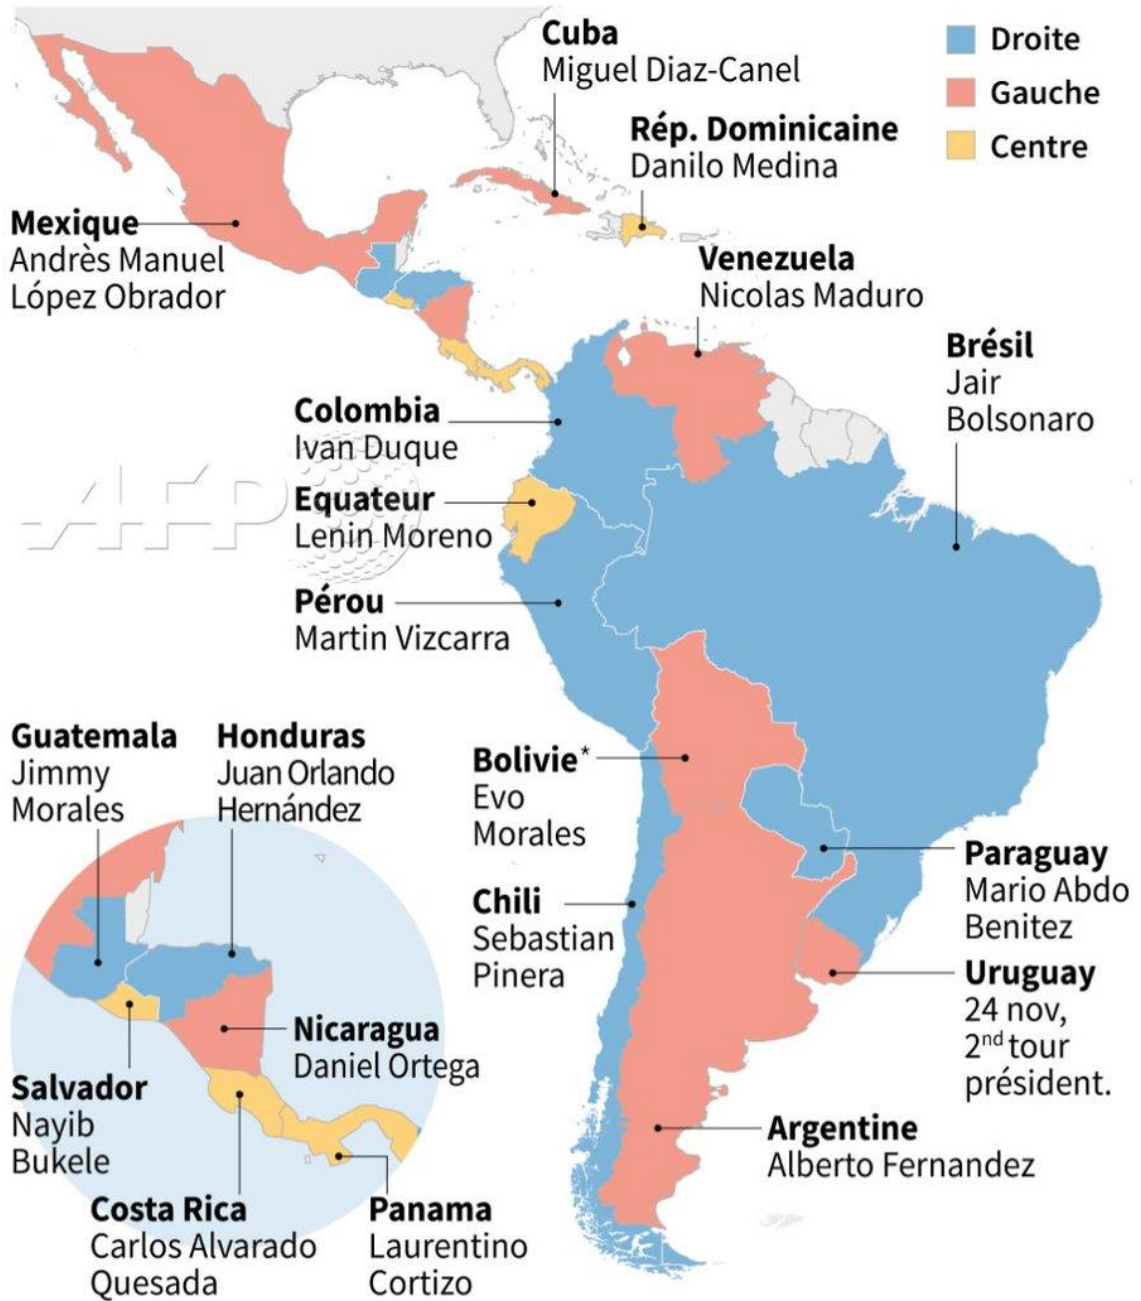 Cuba
Miguel Diaz-Canel
Droite
Gauche
Centre
Rép. Dominicaine
Danilo Medina
Mexique
Andrès Manuel
López Obrador
Venezuela
Nicolas Maduro
Brésil
Jair
Bolsonaro
Colombia
Ivan Duque
AFP
Equateur
Lenin Moreno
Pérou
Martin Vizcarra
Guatemala
Jimmy
Morales
Honduras
Juan Orlando
Hernández
Bolivie*
Evo
Morales
Chili
Sebastian
Pinera
Paraguay
Mario Abdo
Benitez
Uruguay
24 nov,
2nd tour
président.
Nicaragua
Daniel Ortega
Salvador
Nayib
Bukele
Argentine
Alberto Fernandez
Costa Rica
Carlos Alvarado
Quesada
Panama
Laurentino
Cortizo